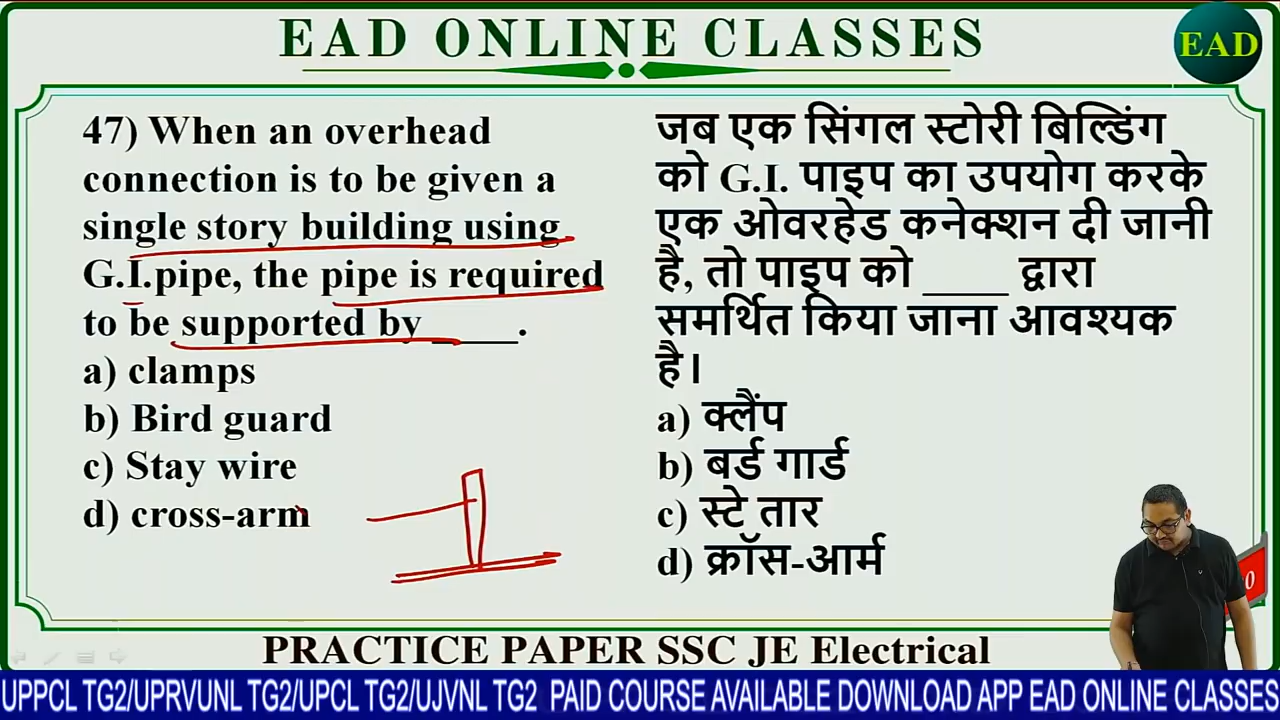 EAD ONLINE CLASSES
EAD
47) When an overhead
connection is to be given a
single story building using
G.I.pipe, the pipe is required
to be supported by _____.
a) clamps
b) Bird guard
c) Stay wire
d) cross-arm
जब एक सिंगल स्टोरी बिल्डिंग
को G.I. पाइप का उपयोग करके
एक ओवरहेड कनेक्शन दी जानी
है, तो पाइप को _____ द्वारा
समर्थित किया जाना आवश्यक
है।
a) क्लैंप
b) बर्ड गार्ड
c) स्टे तार
d) क्रॉस-आर्म
PRACTICE PAPER SSC JE Electrical
UPPCL TG2/UPRVUNL TG2/UPCL TG2/UJVNL TG2 PAID COURSE AVAILABLE DOWNLOAD APP EAD ONLINE CLASSES